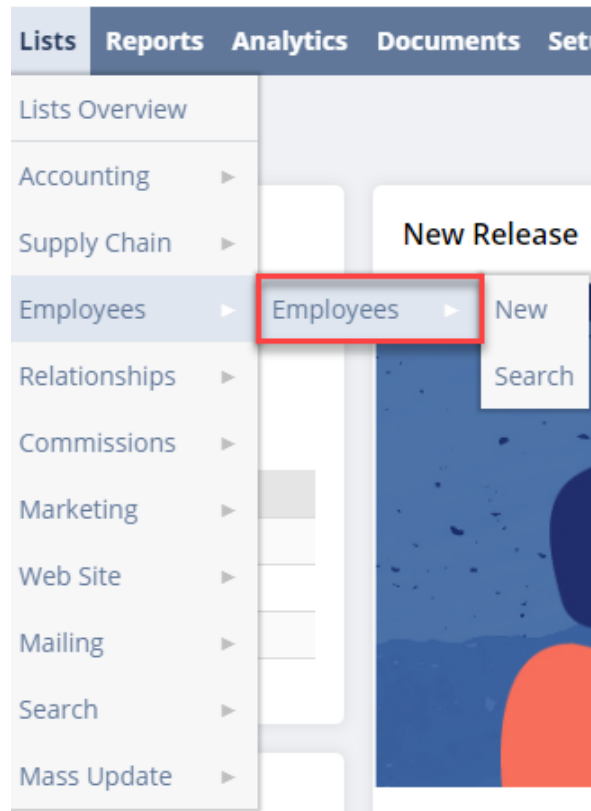 Lists Reports Analytics Documents
Lists Overview
Accounting
Supply Chain
New Release
Employees Employees New
Relationships Search
Commissions
Marketing
Web Site
Mailing
Search
Mass Update